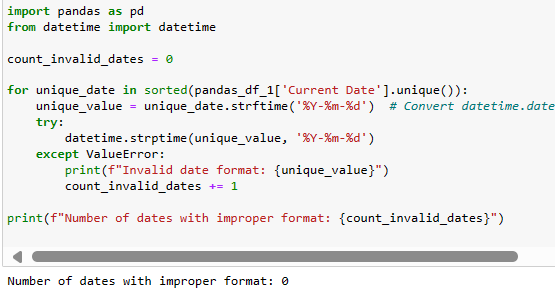 import pandas as pd
from datetime import datetime
count_invalid_dates = 0
for unique_date in sorted(pandas_df_1['Current Date'].unique()):
    unique_value = unique_date.strftime('%Y-%m-%d')  # Convert datetime.date
    try:
        datetime.strptime(unique_value, '%Y-%m-%d')
    except ValueError:
        print(f"Invalid date format: {unique_value}")
        count_invalid_dates += 1
print(f"Number of dates with improper format: {count_invalid_dates}")
Number of dates with improper format: 0